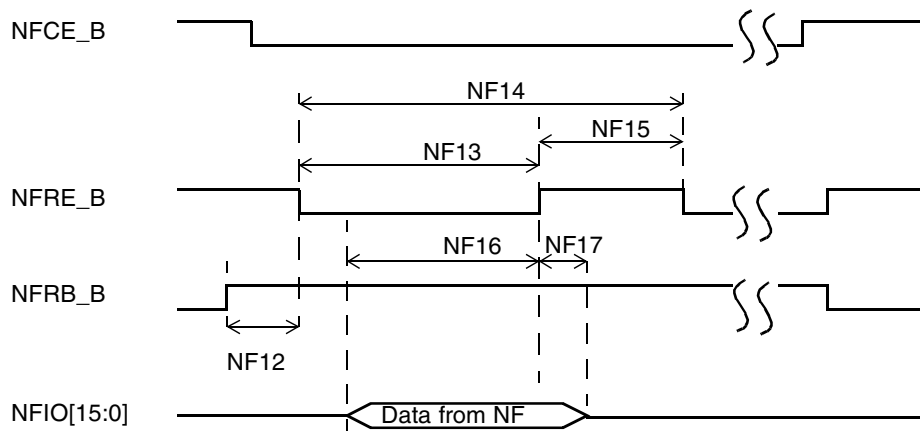 NFCE_B
NF14
NF15
NF13
NFRE_B
NF16
NF17
NFRB_B
NF12
NFIO[15:0]
Data from NF